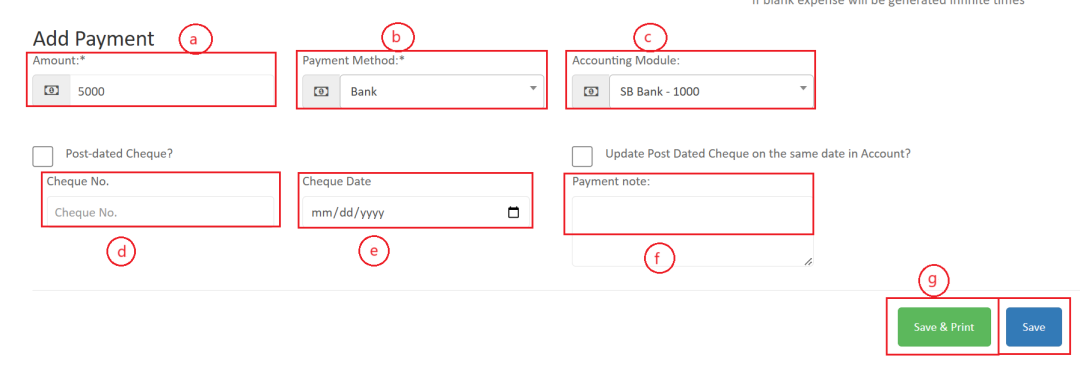 If blank expense will be generated infinite times
Add Payment
a
b
c
Amount:*
Payment Method:*
Accounting Module:
5000
Bank
SB Bank - 1000
Post-dated Cheque?
Update Post Dated Cheque on the same date in Account?
Cheque No.
Cheque Date
Payment note:
Cheque No.
mm/dd/yyyy
d
e
f
g
Save & Print
Save